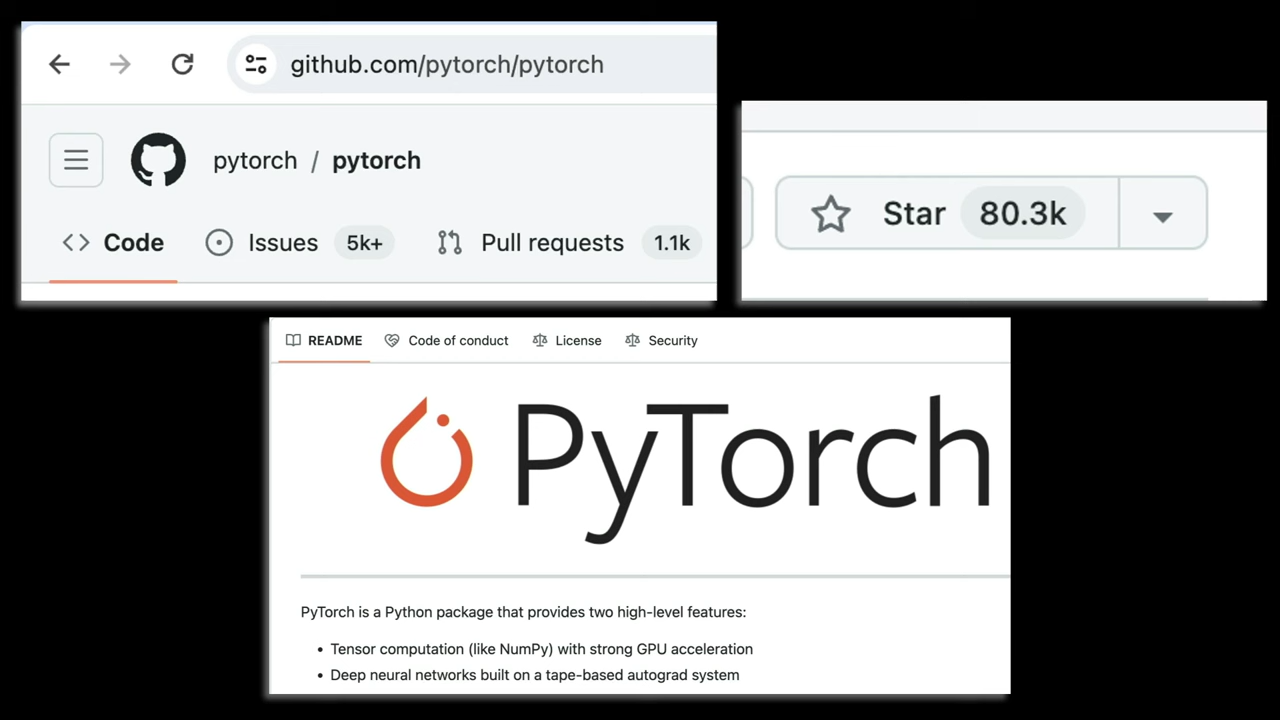 github.com/pytorch/pytorch
pytorch / pytorch
Code Issues 5k+ Pull requests 1.1k
Star 80.3k
README Code of conduct License Security
PyTorch
PyTorch is a Python package that provides two high-level features:
• Tensor computation (like NumPy) with strong GPU acceleration
• Deep neural networks built on a tape-based autograd system